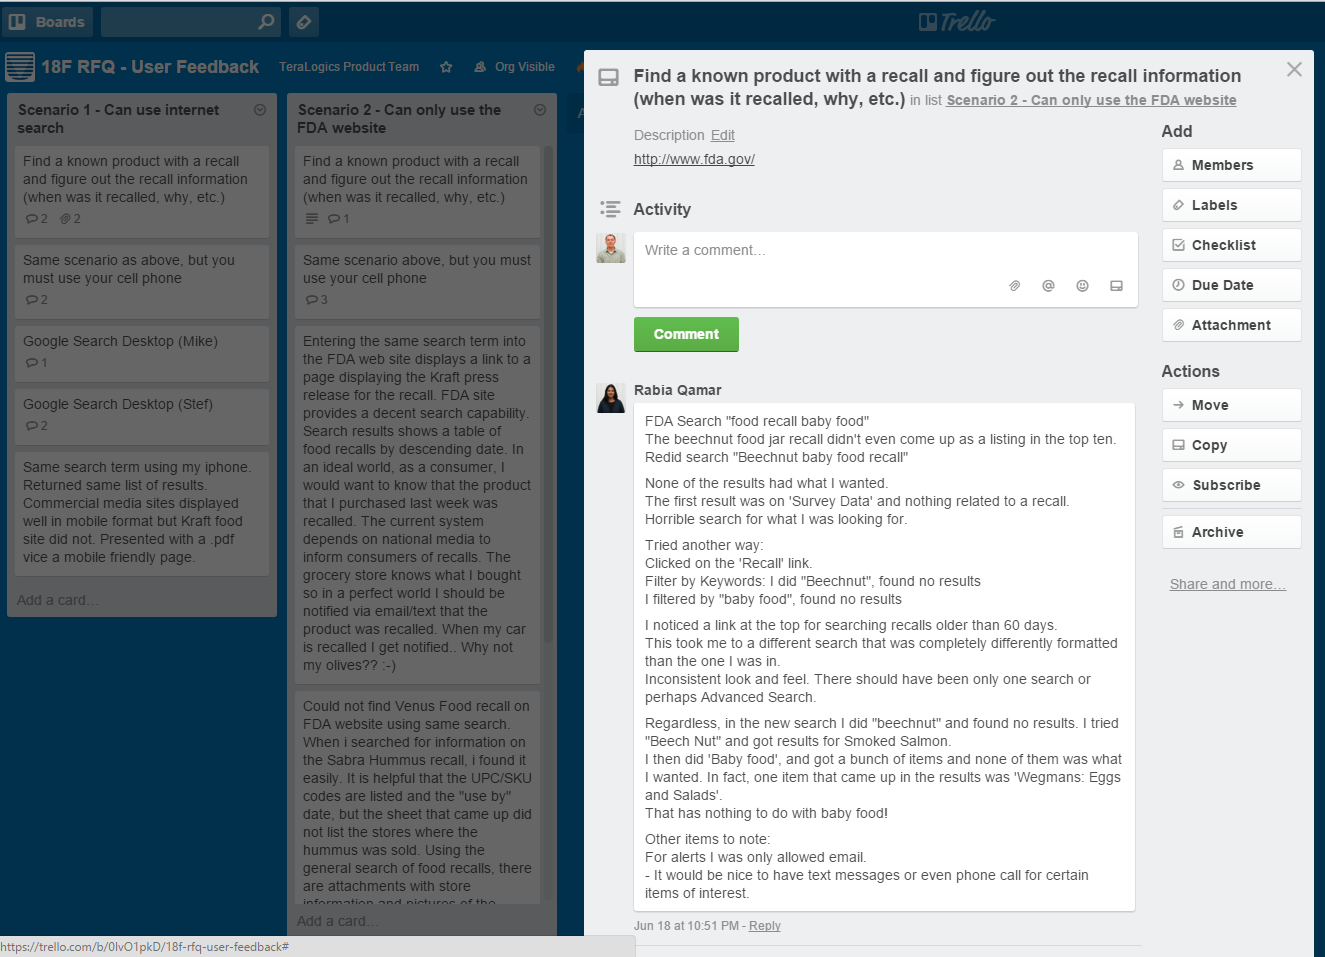 Boards
Trello
18F RFQ - User Feedback
TeraLogics Product Team
Org Visible
Scenario 1 - Can use internet
search
Find a known product with a recall
and figure out the recall information
(when was it recalled, why, etc.)
2 2
Same scenario as above, but you
must use your cell phone
2
Google Search Desktop (Mike)
1
Google Search Desktop (Stef)
2
Same search term using my iphone.
Returned same list of results.
Commercial media sites displayed
well in mobile format but Kraft food
site did not. Presented with a .pdf
vice a mobile friendly page.
Add a card...
Scenario 2 - Can only use the
FDA website
Find a known product with a recall
and figure out the recall information
(when was it recalled, why, etc.)
1
Same scenario as above, but you must
use your cell phone
3
Entering the same search term into
the FDA web site displays a link to a
page displaying the Kraft press
release for the recall. FDA site
provides a decent search capability.
Search results shows a table of
food recalls by descending date. In
an ideal world, as a consumer, I
would want to know that the product
that I purchased last week was
recalled. The current system
depends on national media to
inform consumers of recalls. The
grocery store knows what I bought
so in a perfect world I should be
notified via email/text that the
product was recalled. When my car
is recalled I get notified.. Why not
my olives?? :-)
Could not find Venus Food recall on
FDA website using same search.
When i searched for information on
the Sabra Hummus recall, i found it
easily. It is helpful that the UPC/SKU
codes are listed and the "use by"
date, but the sheet that came up did
not list the stores where the
hummus was sold. Using the
general search of food recalls, there
are attachments with store
information and pictures of the
Add a card...
A
Find a known product with a recall and figure out the recall information
(when was it recalled, why, etc.) in list Scenario 2 - Can only use the FDA website
Description Edit
http://www.fda.gov/
Activity
Write a comment...
Comment
Rabia Qamar
FDA Search "food recall baby food"
The beechnut food jar recall didn't even come up as a listing in the top ten.
Redid search "Beechnut baby food recall"
None of the results had what I wanted.
The first result was on 'Survey Data' and nothing related to a recall.
Horrible search for what I was looking for.
Tried another way:
Clicked on the 'Recall' link.
Filter by Keywords: I did "Beechnut", found no results
I filtered by "baby food", found no results
I noticed a link at the top for searching recalls older than 60 days.
This took me to a different search that was completely differently formatted
than the one I was in.
Inconsistent look and feel. There should have been only one search or
perhaps Advanced Search.
Regardless, in the new search I did "beechnut" and found no results. I tried
"Beech Nut" and got results for Smoked Salmon.
I then did 'Baby food', and got a bunch of items and none of them was what
I wanted. In fact, one item that came up in the results was 'Wegmans: Eggs
and Salads'.
That has nothing to do with baby food!
Other items to note:
For alerts I was only allowed email.
- It would be nice to have text messages or even phone call for certain
items of interest.
Jun 18 at 10:51 PM - Reply
Add
Members
Labels
Checklist
Due Date
Attachment
Actions
Move
Copy
Subscribe
Archive
Share and more...
https://trello.com/b/0lvO1pkD/18f-rfq-user-feedback#